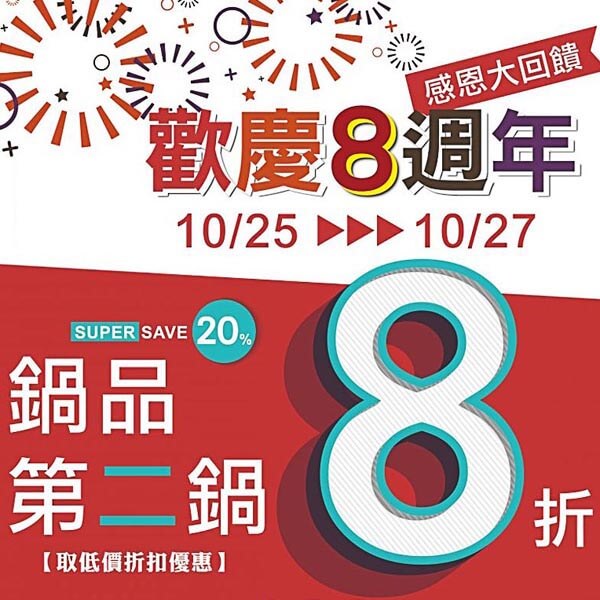 感恩大回饋
歡慶8週年
10/25 ▶▶▶ 10/27
SUPER SAVE 20%
鍋品
第二鍋 8折
【取低價折扣優惠】